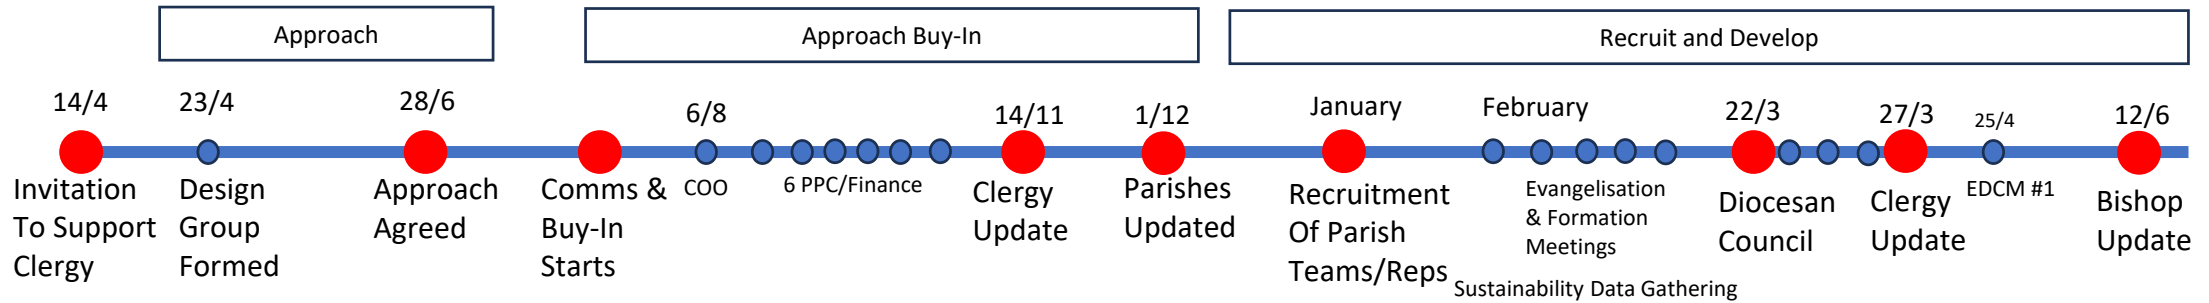 Approach
Approach Buy-In
Recruit and Develop
14/4
23/4
28/6
6/8
14/11
1/12
January
February
22/3
27/3
25/4
12/6
Invitation
To Support
Clergy
Design
Group
Formed
Approach
Agreed
Comms &
Buy-In
Starts
COO
6 PPC/Finance
Clergy
Update
Parishes
Updated
Recruitment
Of Parish
Teams/Reps
Evangelisation
& Formation
Meetings
Sustainability Data Gathering
Diocesan
Council
Clergy
Update
EDCM #1
Bishop
Update